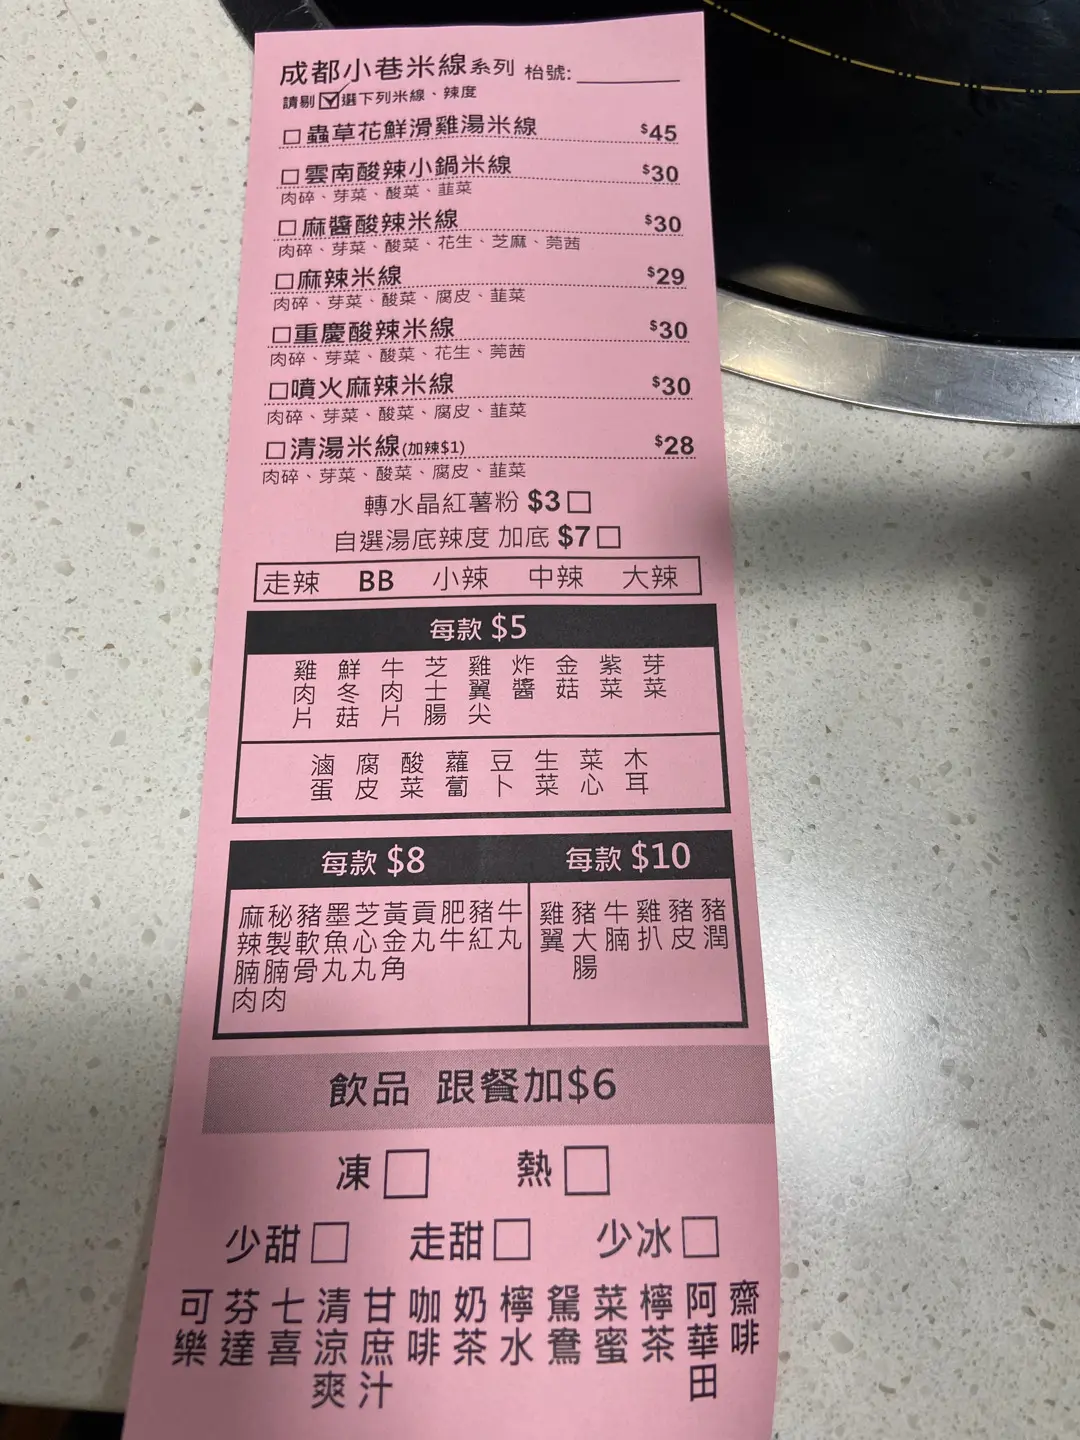 成都小巷米線系列 枱號:
請剔☑選下列米線、辣度
□蟲草花鮮滑雞湯米線 $45
□雲南酸辣小鍋米線 $30
肉碎、芽菜、酸菜、韮菜
□麻醬酸辣米線 $30
肉碎、芽菜、酸菜、花生、芝麻、莞茜
□麻辣米線 $29
肉碎、芽菜、酸菜、腐皮、韮菜
□重慶酸辣米線 $30
肉碎、芽菜、酸菜、花生、莞茜
□噴火麻辣米線 $30
肉碎、芽菜、酸菜、腐皮、韮菜
□清湯米線(加辣$1) $28
肉碎、芽菜、酸菜、腐皮、韮菜
轉水晶紅薯粉 $3□
自選湯底辣度 加底 $7□
走辣 BB 小辣 中辣 大辣
每款 $5
雞肉片 鮮冬菇 牛肉片 芝士腸 雞翼尖 炸醬 金菇 紫菜 芽菜
滷蛋 腐皮 酸菜 蘿蔔 豆卜 生菜 菜心 木耳
每款 $8
麻辣腩肉 秘製腩肉 豬軟骨 墨魚丸 芝心丸 黃金角 貢丸 肥牛 豬紅 牛丸
每款 $10
雞翼 豬大腸 牛腩 雞扒 豬皮 豬潤
飲品 跟餐加$6
凍□ 熱□
少甜□ 走甜□ 少冰□
可樂 芬達 七喜 清涼爽 甘庶汁 咖啡 奶茶 檸水 鴛鴦 菜蜜 檸茶 阿華田 齋啡